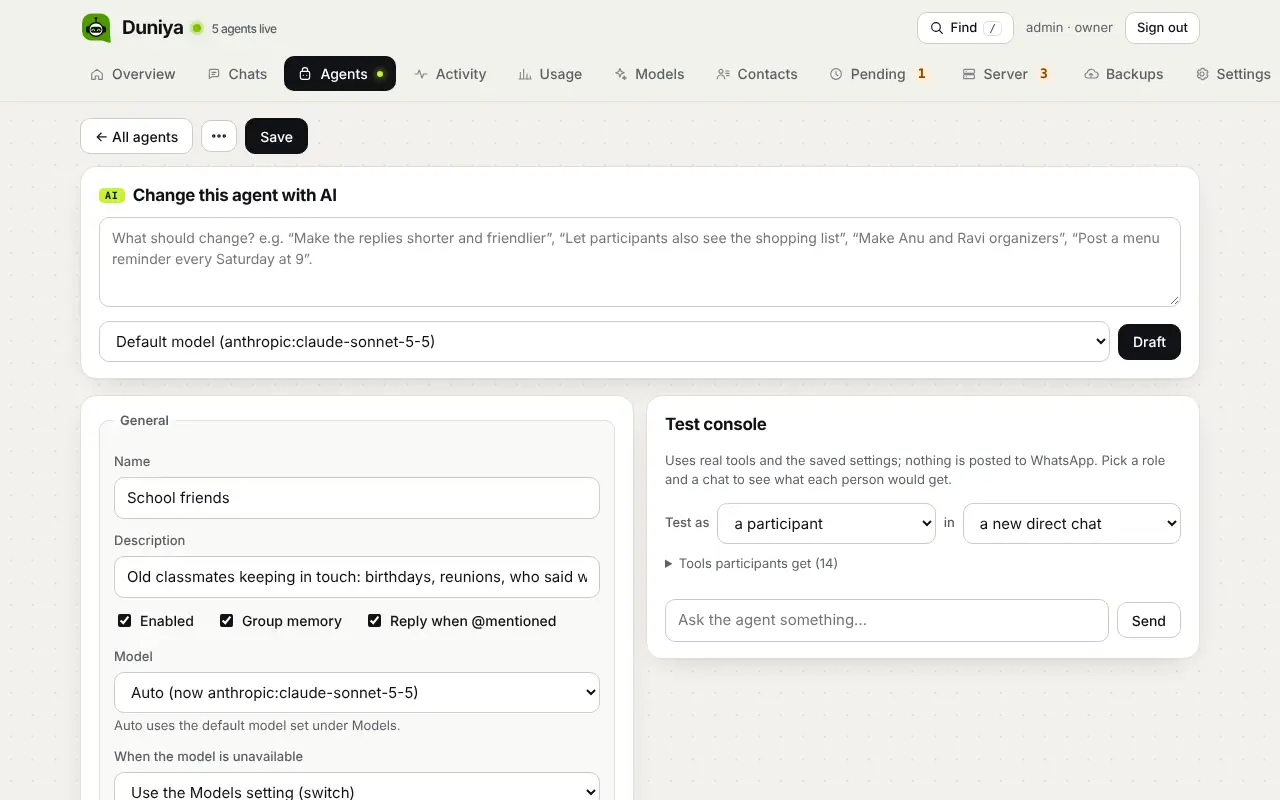 Duniya
5 agents live
Find /
admin · owner
Sign out
Overview
Chats
Agents
Activity
Usage
Models
Contacts
Pending 1
Server 3
Backups
Settings
← All agents
•••
Save
AI Change this agent with AI
What should change? e.g. “Make the replies shorter and friendlier”, “Let participants also see the shopping list”, “Make Anu and Ravi organizers”, “Post a menu
reminder every Saturday at 9”.
Default model (anthropic:claude-sonnet-5-5)
Draft
General
Name
School friends
Description
Old classmates keeping in touch: birthdays, reunions, who said w
Enabled
Group memory
Reply when @mentioned
Model
Auto (now anthropic:claude-sonnet-5-5)
Auto uses the default model set under Models.
When the model is unavailable
Use the Models setting (switch)
Test console
Uses real tools and the saved settings; nothing is posted to WhatsApp. Pick a role
and a chat to see what each person would get.
Test as a participant in a new direct chat
Tools participants get (14)
Ask the agent something...
Send